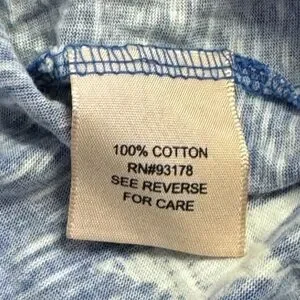 100% COTTON
RN#93178
SEE REVERSE
FOR CARE